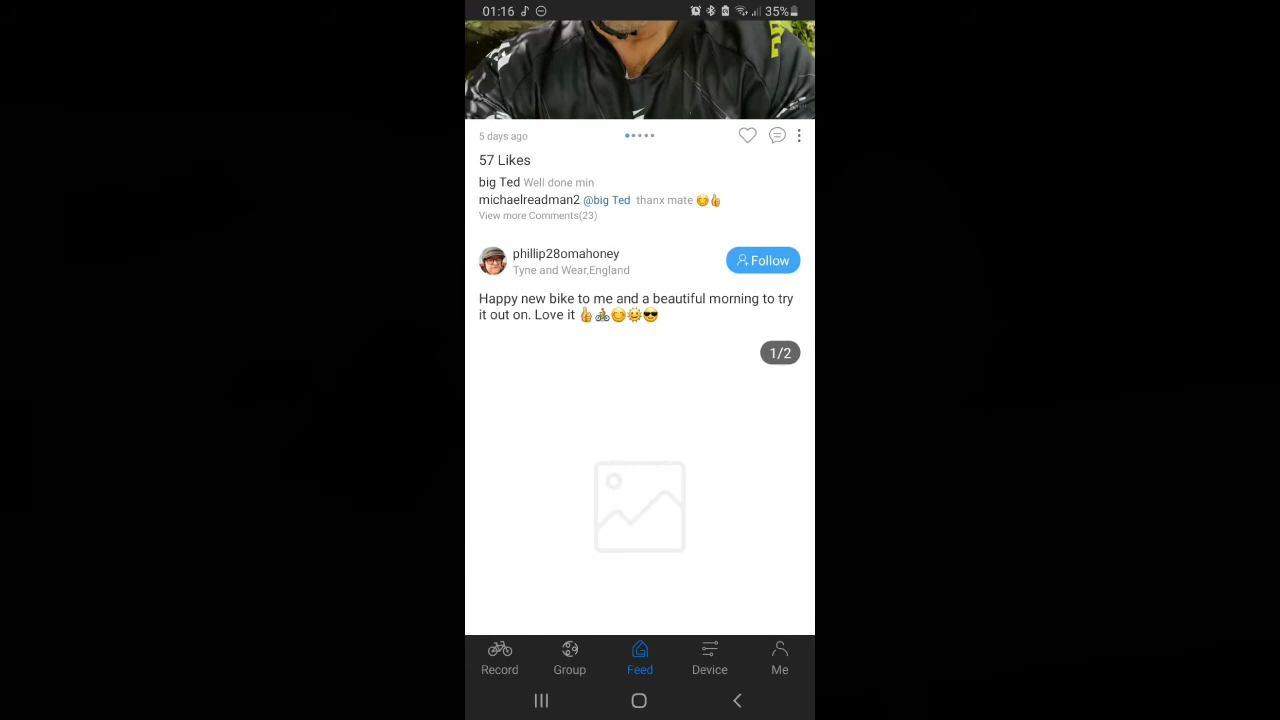 01:16
35%
5 days ago
57 Likes
big Ted Well done min
michaelreadman2 @big Ted thanx mate 😊👍
View more Comments(23)
phillip28omahoney
Follow
Tyne and Wear,England
Happy new bike to me and a beautiful morning to try
it out on. Love it 👍🚴😊🌞😎
1/2
Record Group Feed Device Me